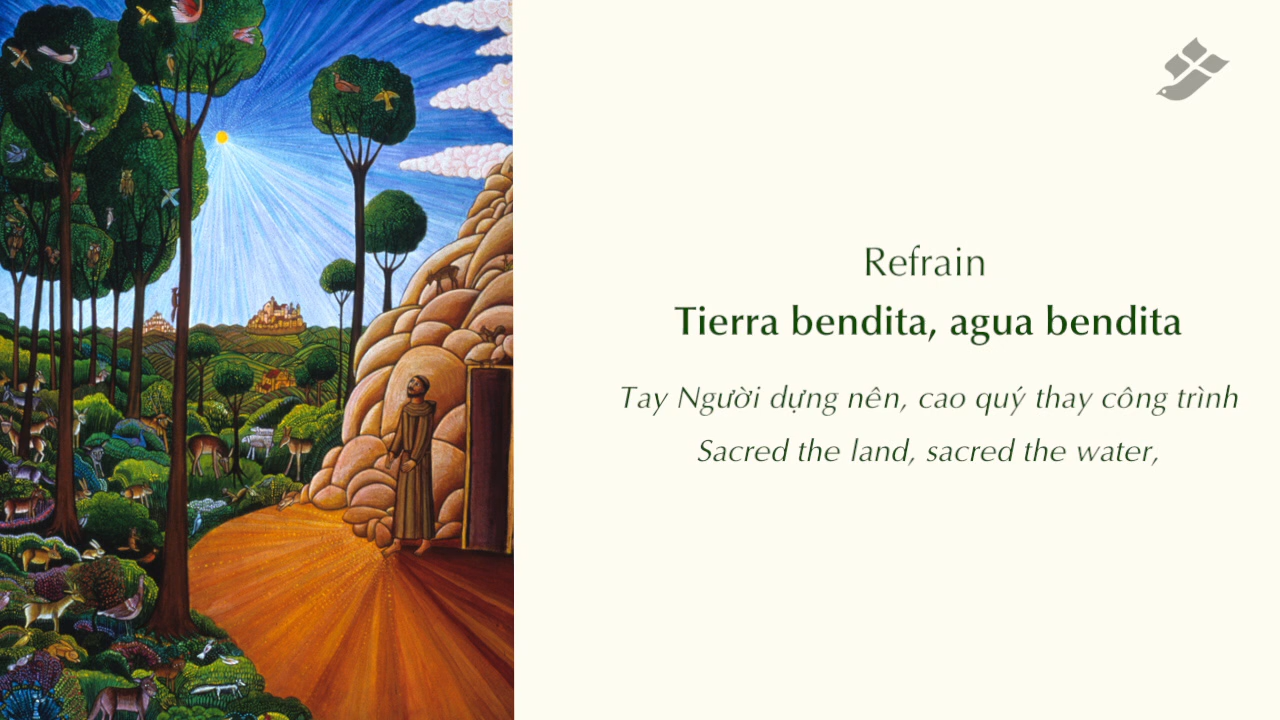 Refrain
Tierra bendita, agua bendita
Tay Người dựng nên, cao quý thay công trình
Sacred the land, sacred the water,